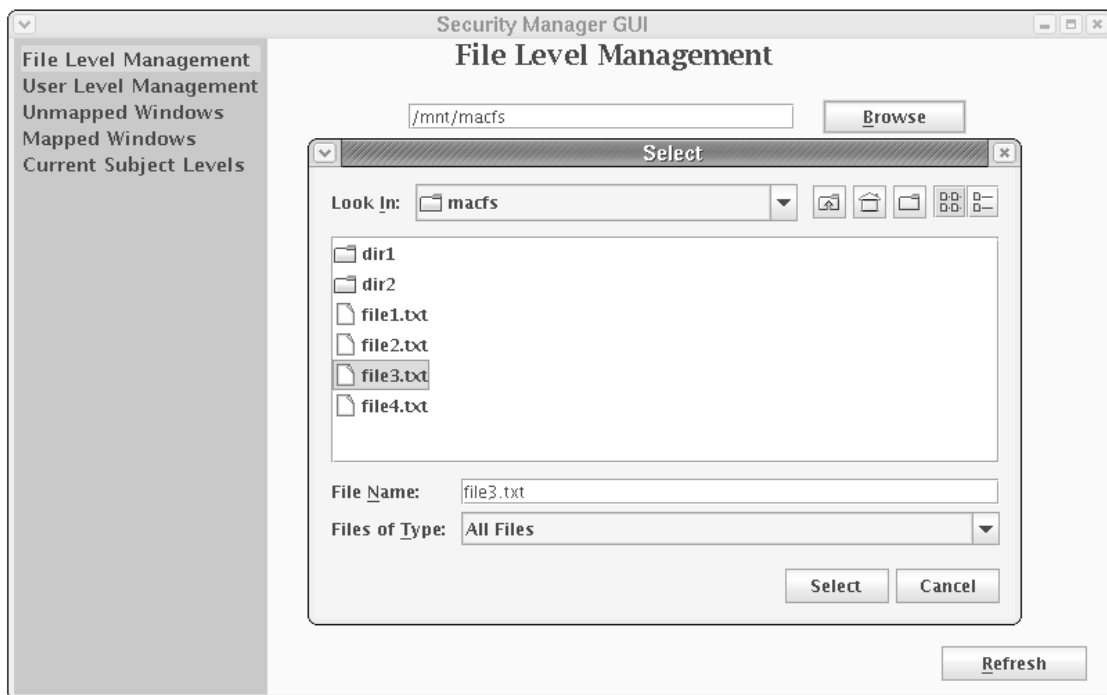 Security Manager GUI
File Level Management
User Level Management
Unmapped Windows
Mapped Windows
Current Subject Levels
File Level Management
/mnt/macfs
Browse
Select
Look In:
macfs
dir1
dir2
file1.txt
file2.txt
file3.txt
file4.txt
File Name:
file3.txt
Files of Type:
All Files
Select
Cancel
Refresh